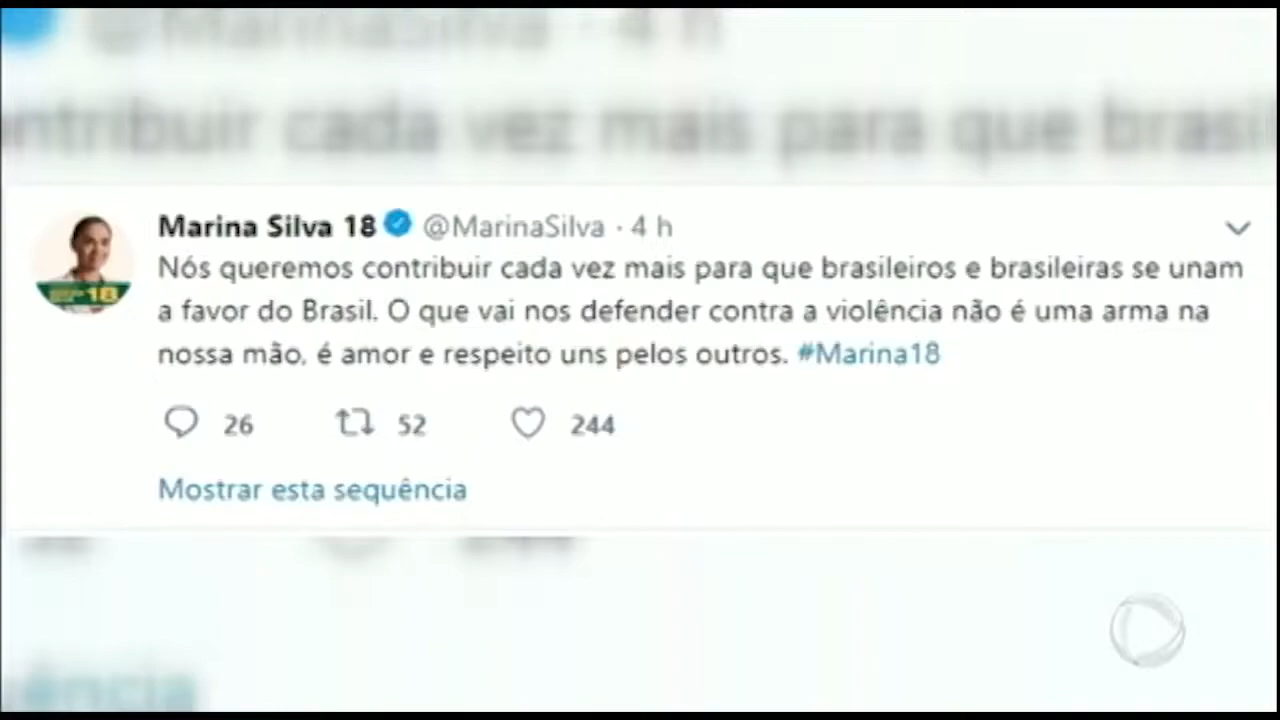 @MarinaSilva · 4 h
ntribuir cada vez mais para que brasil
Marina Silva 18 @MarinaSilva · 4 h
Nós queremos contribuir cada vez mais para que brasileiros e brasileiras se unam
a favor do Brasil. O que vai nos defender contra a violência não é uma arma na
nossa mão, é amor e respeito uns pelos outros. #Marina18
26 52 244
Mostrar esta sequência
uência